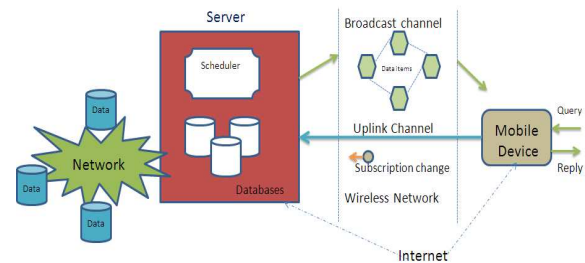 Server
Broadcast channel
Scheduler
Data Items
Data
Query
Uplink Channel
Mobile
Device
Network
Subscription change
Reply
Data
Databases
Wireless Network
Data
Internet